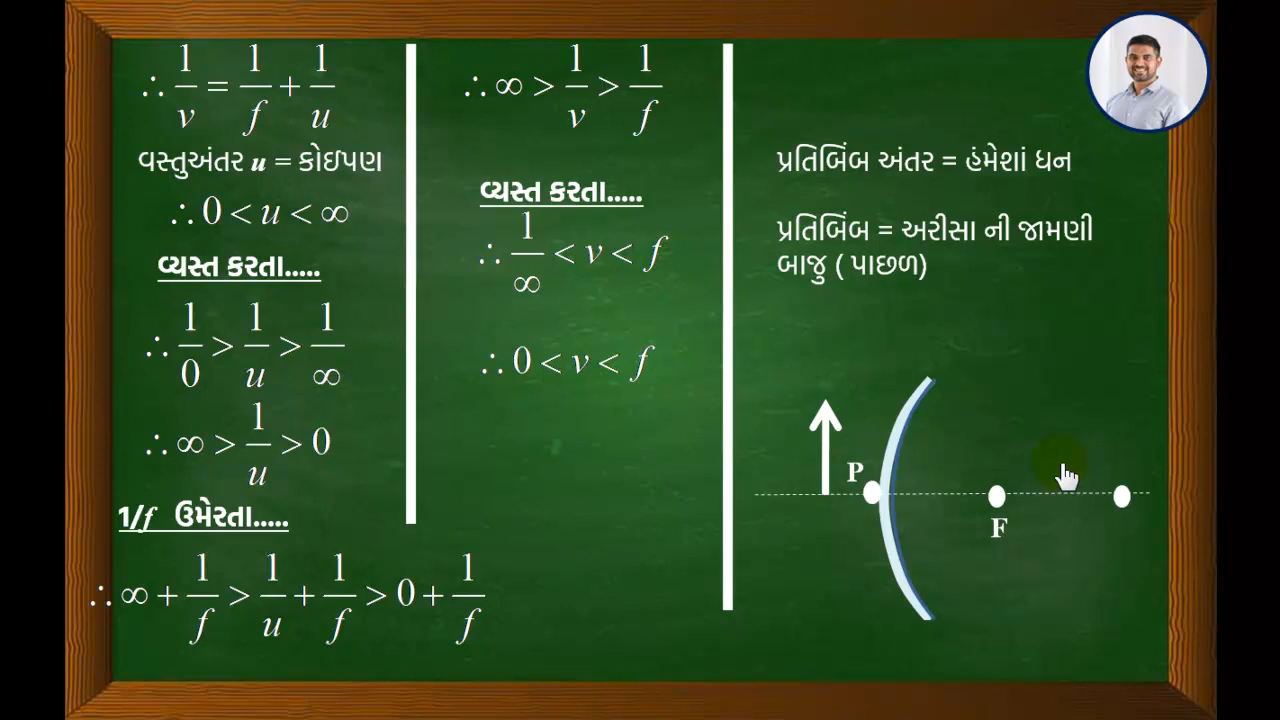 ∴ 1/v = 1/f + 1/u
વસ્તુઅંતર u = કોઇપણ
∴ 0 < u < ∞
વ્યસ્ત કરતા.....
∴ 1/0 > 1/u > 1/∞
∴ ∞ > 1/u > 0
1/f ઉમેરતા.....
∴ ∞ + 1/f > 1/u + 1/f > 0 + 1/f
∴ ∞ > 1/v > 1/f
વ્યસ્ત કરતા.....
∴ 1/∞ < v < f
∴ 0 < v < f
પ્રતિબિંબ અંતર = હંમેશાં ધન
પ્રતિબિંબ = અરીસા ની જામણી
બાજુ ( પાછળ)
P
F